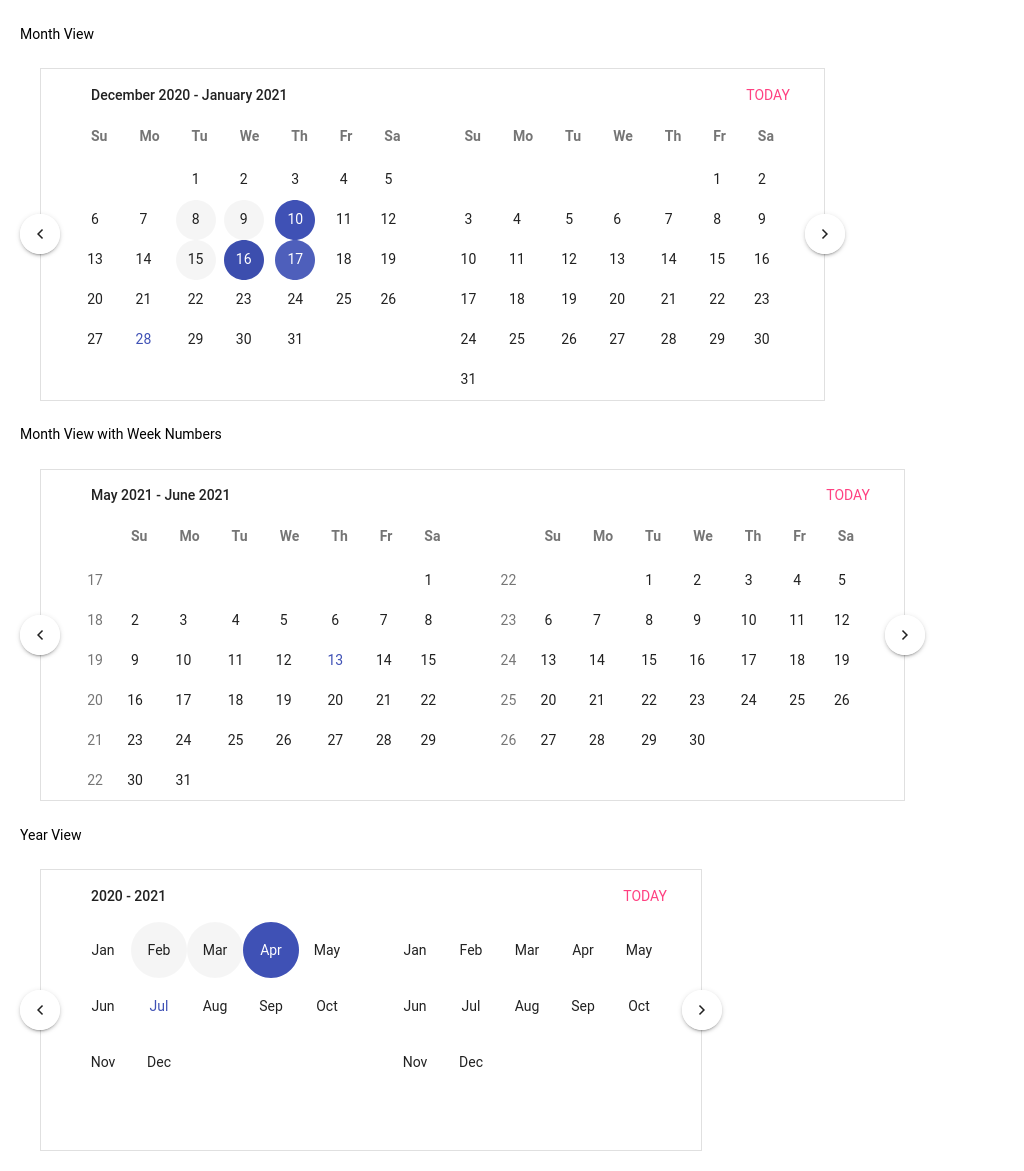 Month View
December 2020 - January 2021 TODAY
Su Mo Tu We Th Fr Sa Su Mo Tu We Th Fr Sa
1 2 3 4 5 1 2
6 7 8 9 10 11 12 3 4 5 6 7 8 9
13 14 15 16 17 18 19 10 11 12 13 14 15 16
20 21 22 23 24 25 26 17 18 19 20 21 22 23
27 28 29 30 31 24 25 26 27 28 29 30
31
Month View with Week Numbers
May 2021 - June 2021 TODAY
Su Mo Tu We Th Fr Sa Su Mo Tu We Th Fr Sa
17 1 22 1 2 3 4 5
18 2 3 4 5 6 7 8 23 6 7 8 9 10 11 12
19 9 10 11 12 13 14 15 24 13 14 15 16 17 18 19
20 16 17 18 19 20 21 22 25 20 21 22 23 24 25 26
21 23 24 25 26 27 28 29 26 27 28 29 30
22 30 31
Year View
2020 - 2021 TODAY
Jan Feb Mar Apr May Jan Feb Mar Apr May
Jun Jul Aug Sep Oct Jun Jul Aug Sep Oct
Nov Dec Nov Dec